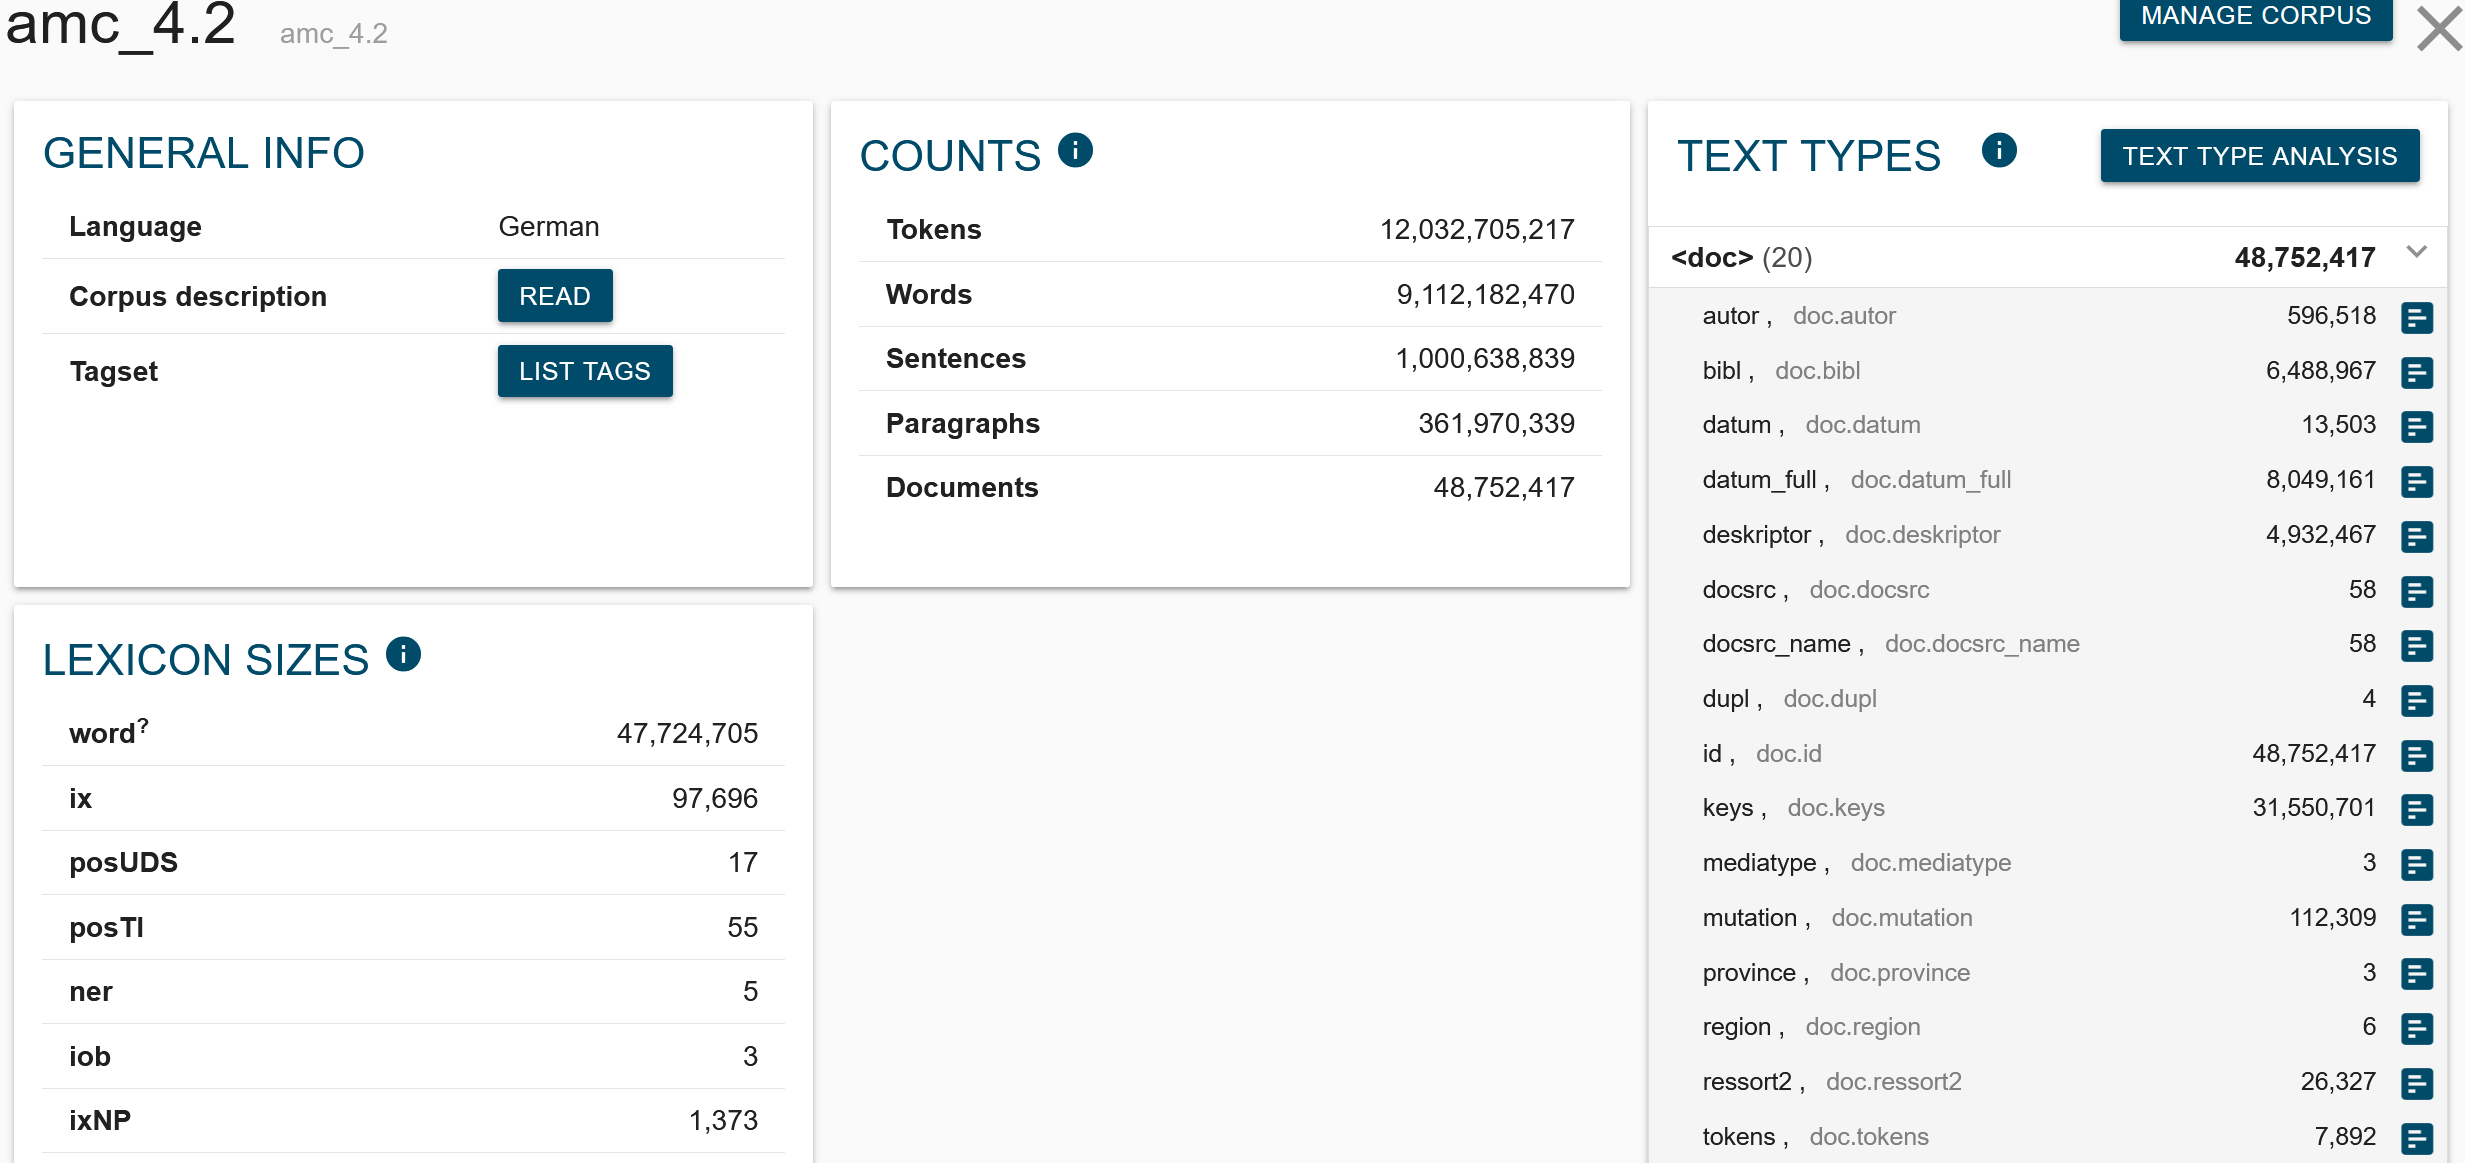 amc_4.2 amc_4.2
MANAGE CORPUS
GENERAL INFO
Language German
Corpus description READ
Tagset LIST TAGS
COUNTS i
Tokens 12,032,705,217
Words 9,112,182,470
Sentences 1,000,638,839
Paragraphs 361,970,339
Documents 48,752,417
LEXICON SIZES i
word? 47,724,705
ix 97,696
posUDS 17
posTI 55
ner 5
iob 3
ixNP 1,373
TEXT TYPES i TEXT TYPE ANALYSIS
<doc> (20) 48,752,417
autor , doc.autor 596,518
bibl , doc.bibl 6,488,967
datum , doc.datum 13,503
datum_full , doc.datum_full 8,049,161
deskriptor , doc.deskriptor 4,932,467
docsrc , doc.docsrc 58
docsrc_name , doc.docsrc_name 58
dupl , doc.dupl 4
id , doc.id 48,752,417
keys , doc.keys 31,550,701
mediatype , doc.mediatype 3
mutation , doc.mutation 112,309
province , doc.province 3
region , doc.region 6
ressort2 , doc.ressort2 26,327
tokens , doc.tokens 7,892